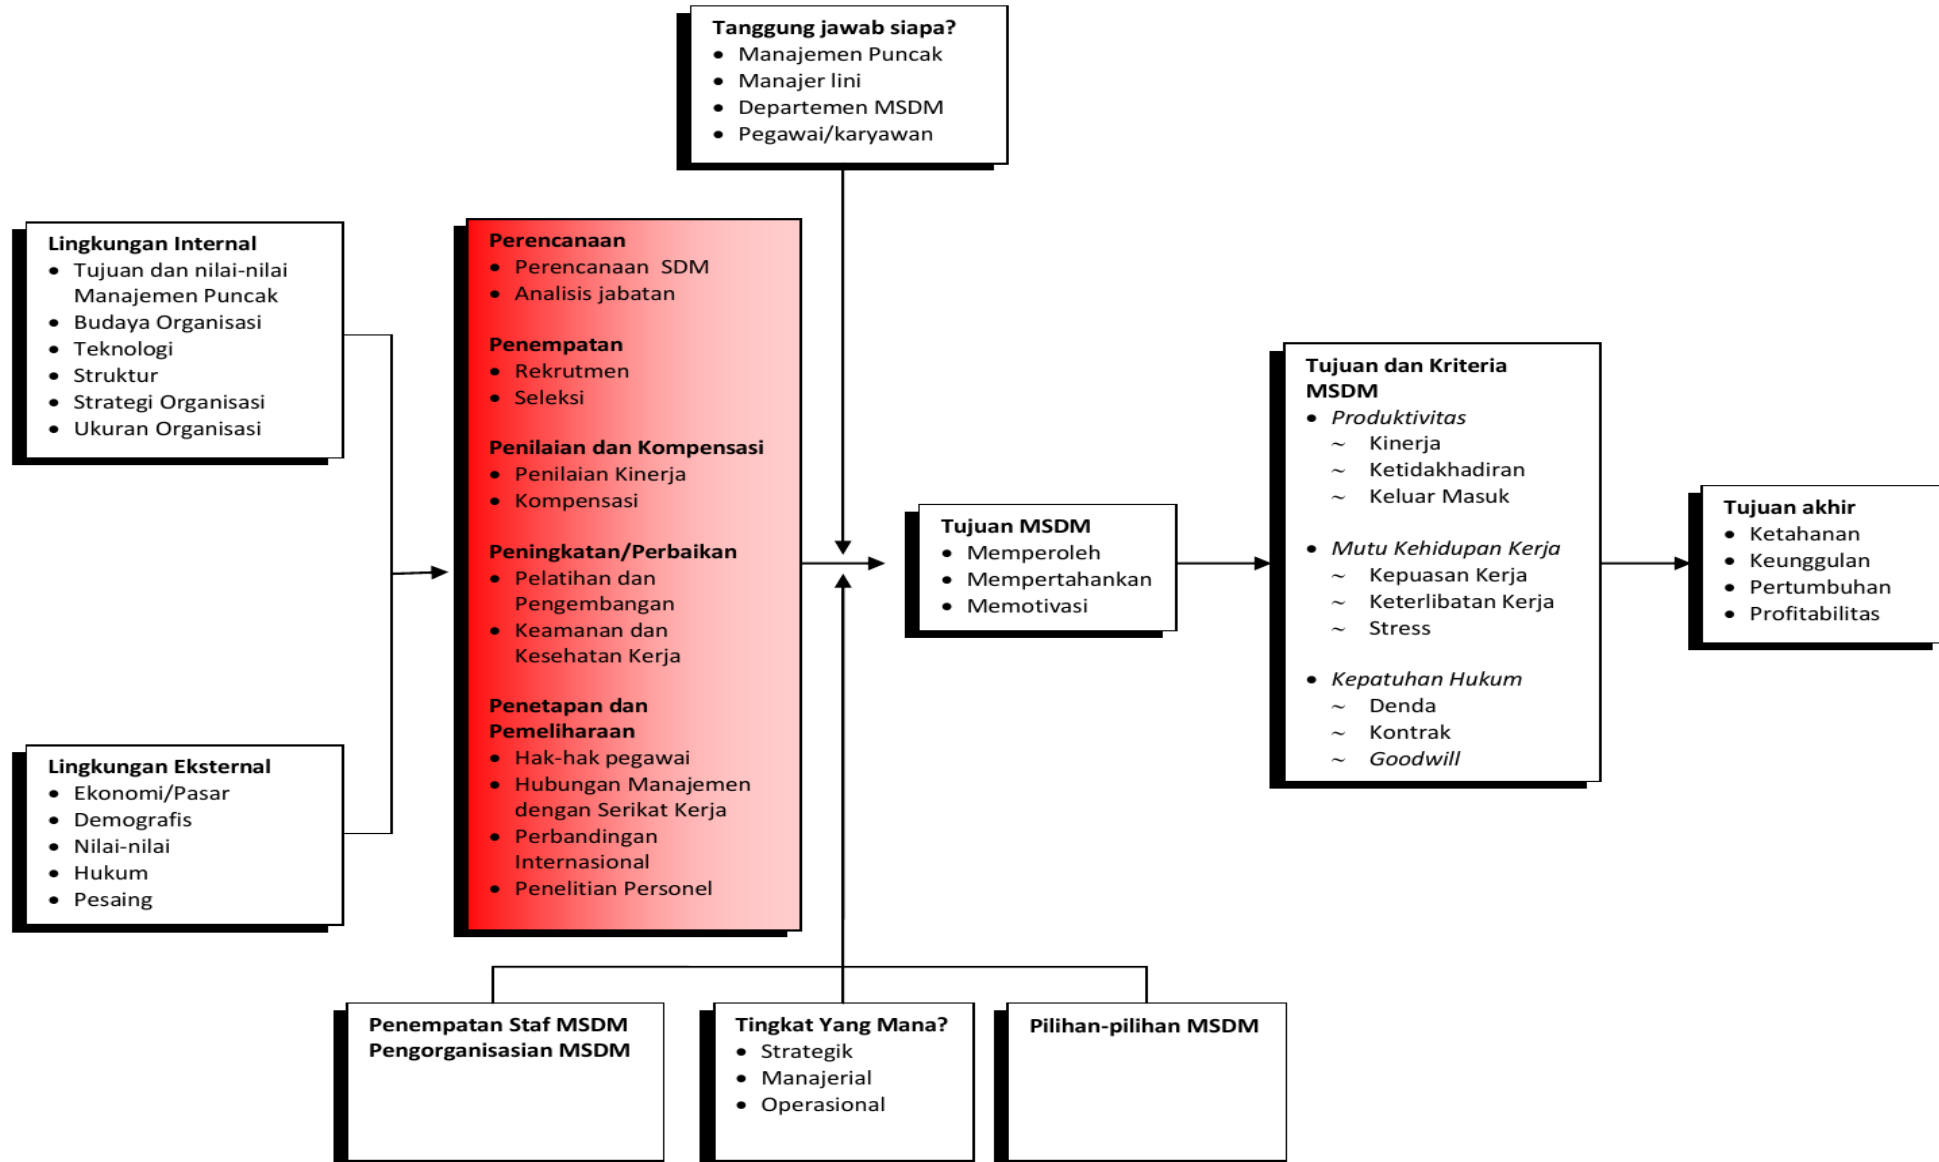 Tanggung jawab siapa?
• Manajemen Puncak
• Manajer lini
• Departemen MSDM
• Pegawai/karyawan
Lingkungan Internal
• Tujuan dan nilai-nilai
Manajemen Puncak
• Budaya Organisasi
• Teknologi
• Struktur
• Strategi Organisasi
• Ukuran Organisasi
Lingkungan Eksternal
• Ekonomi/Pasar
• Demografis
• Nilai-nilai
• Hukum
• Pesaing
Perencanaan
• Perencanaan SDM
• Analisis jabatan
Penempatan
• Rekrutmen
• Seleksi
Penilaian dan Kompensasi
• Penilaian Kinerja
• Kompensasi
Peningkatan/Perbaikan
• Pelatihan dan
Pengembangan
• Keamanan dan
Kesehatan Kerja
Penetapan dan
Pemeliharaan
• Hak-hak pegawai
• Hubungan Manajemen
dengan Serikat Kerja
• Perbandingan
Internasional
• Penelitian Personel
Tujuan MSDM
• Memperoleh
• Mempertahankan
• Memotivasi
Tujuan dan Kriteria
MSDM
• Produktivitas
~ Kinerja
~ Ketidakhadiran
~ Keluar Masuk
• Mutu Kehidupan Kerja
~ Kepuasan Kerja
~ Keterlibatan Kerja
~ Stress
• Kepatuhan Hukum
~ Denda
~ Kontrak
~ Goodwill
Tujuan akhir
• Ketahanan
• Keunggulan
• Pertumbuhan
• Profitabilitas
Penempatan Staf MSDM
Pengorganisasian MSDM
Tingkat Yang Mana?
• Strategik
• Manajerial
• Operasional
Pilihan-pilihan MSDM